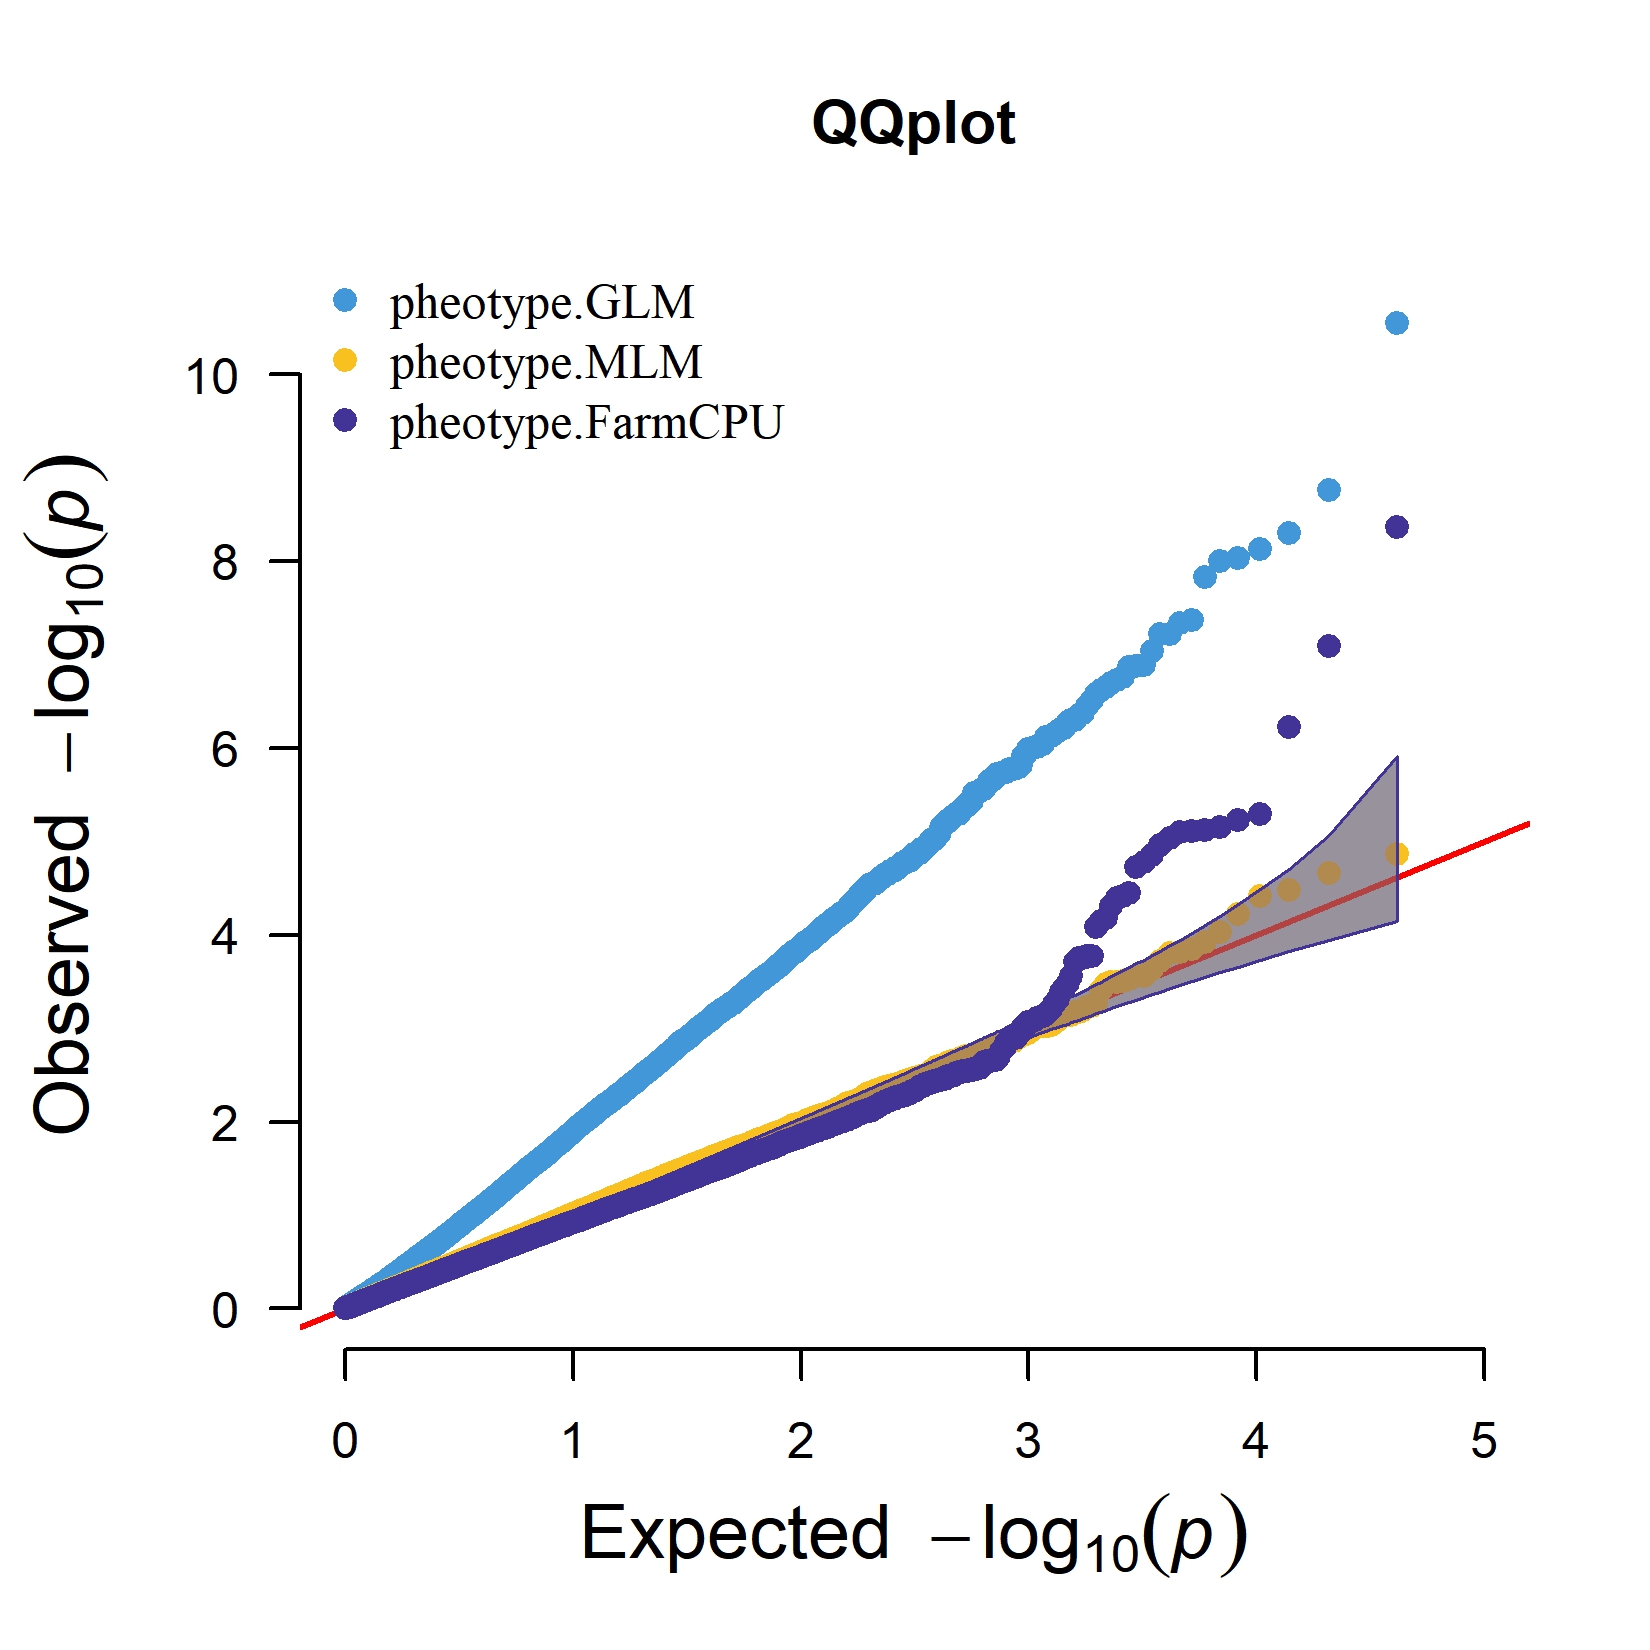 QQplot
pheotype.GLM
pheotype.MLM
pheotype.FarmCPU
10
8
6
4
2
0
Observed −log₁₀(p)
0 1 2 3 4 5
Expected −log₁₀(p)